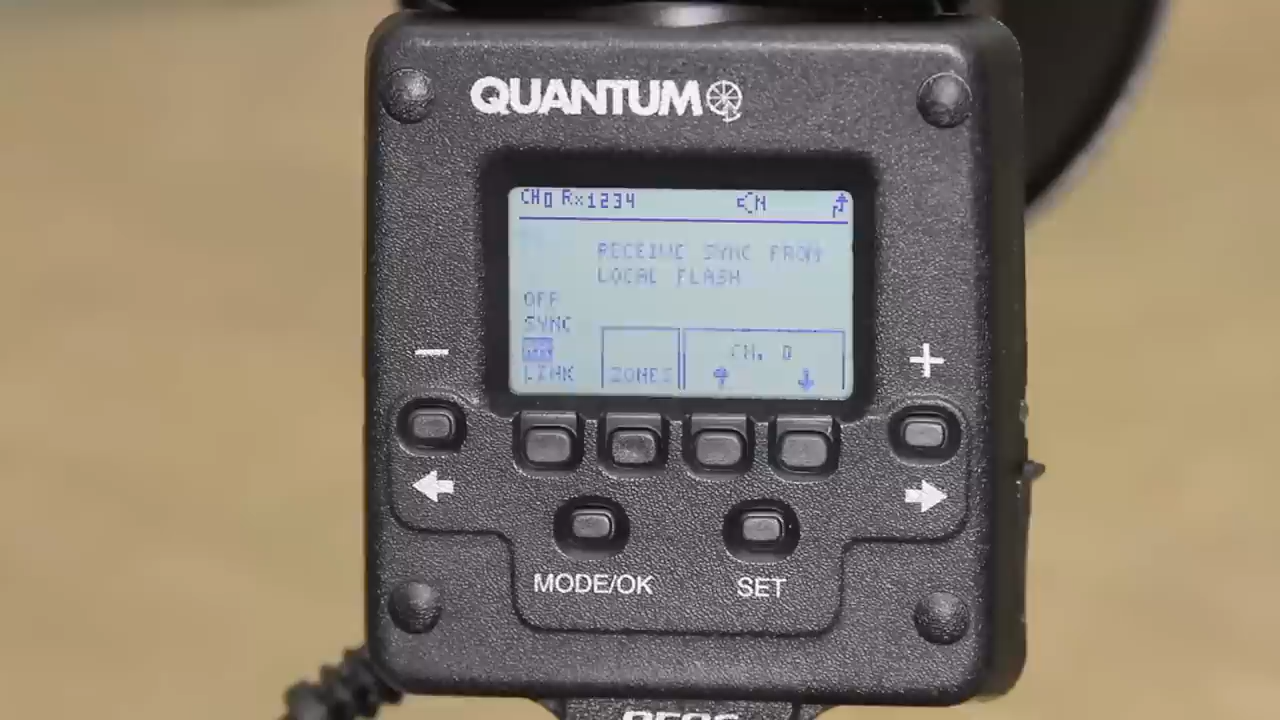 QUANTUM
CH0 Rx1234 N
RECEIVE SYNC FROM
LOCAL FLASH
OFF
SYNC
LINK
ZONES
CH. 0
− +
MODE/OK SET